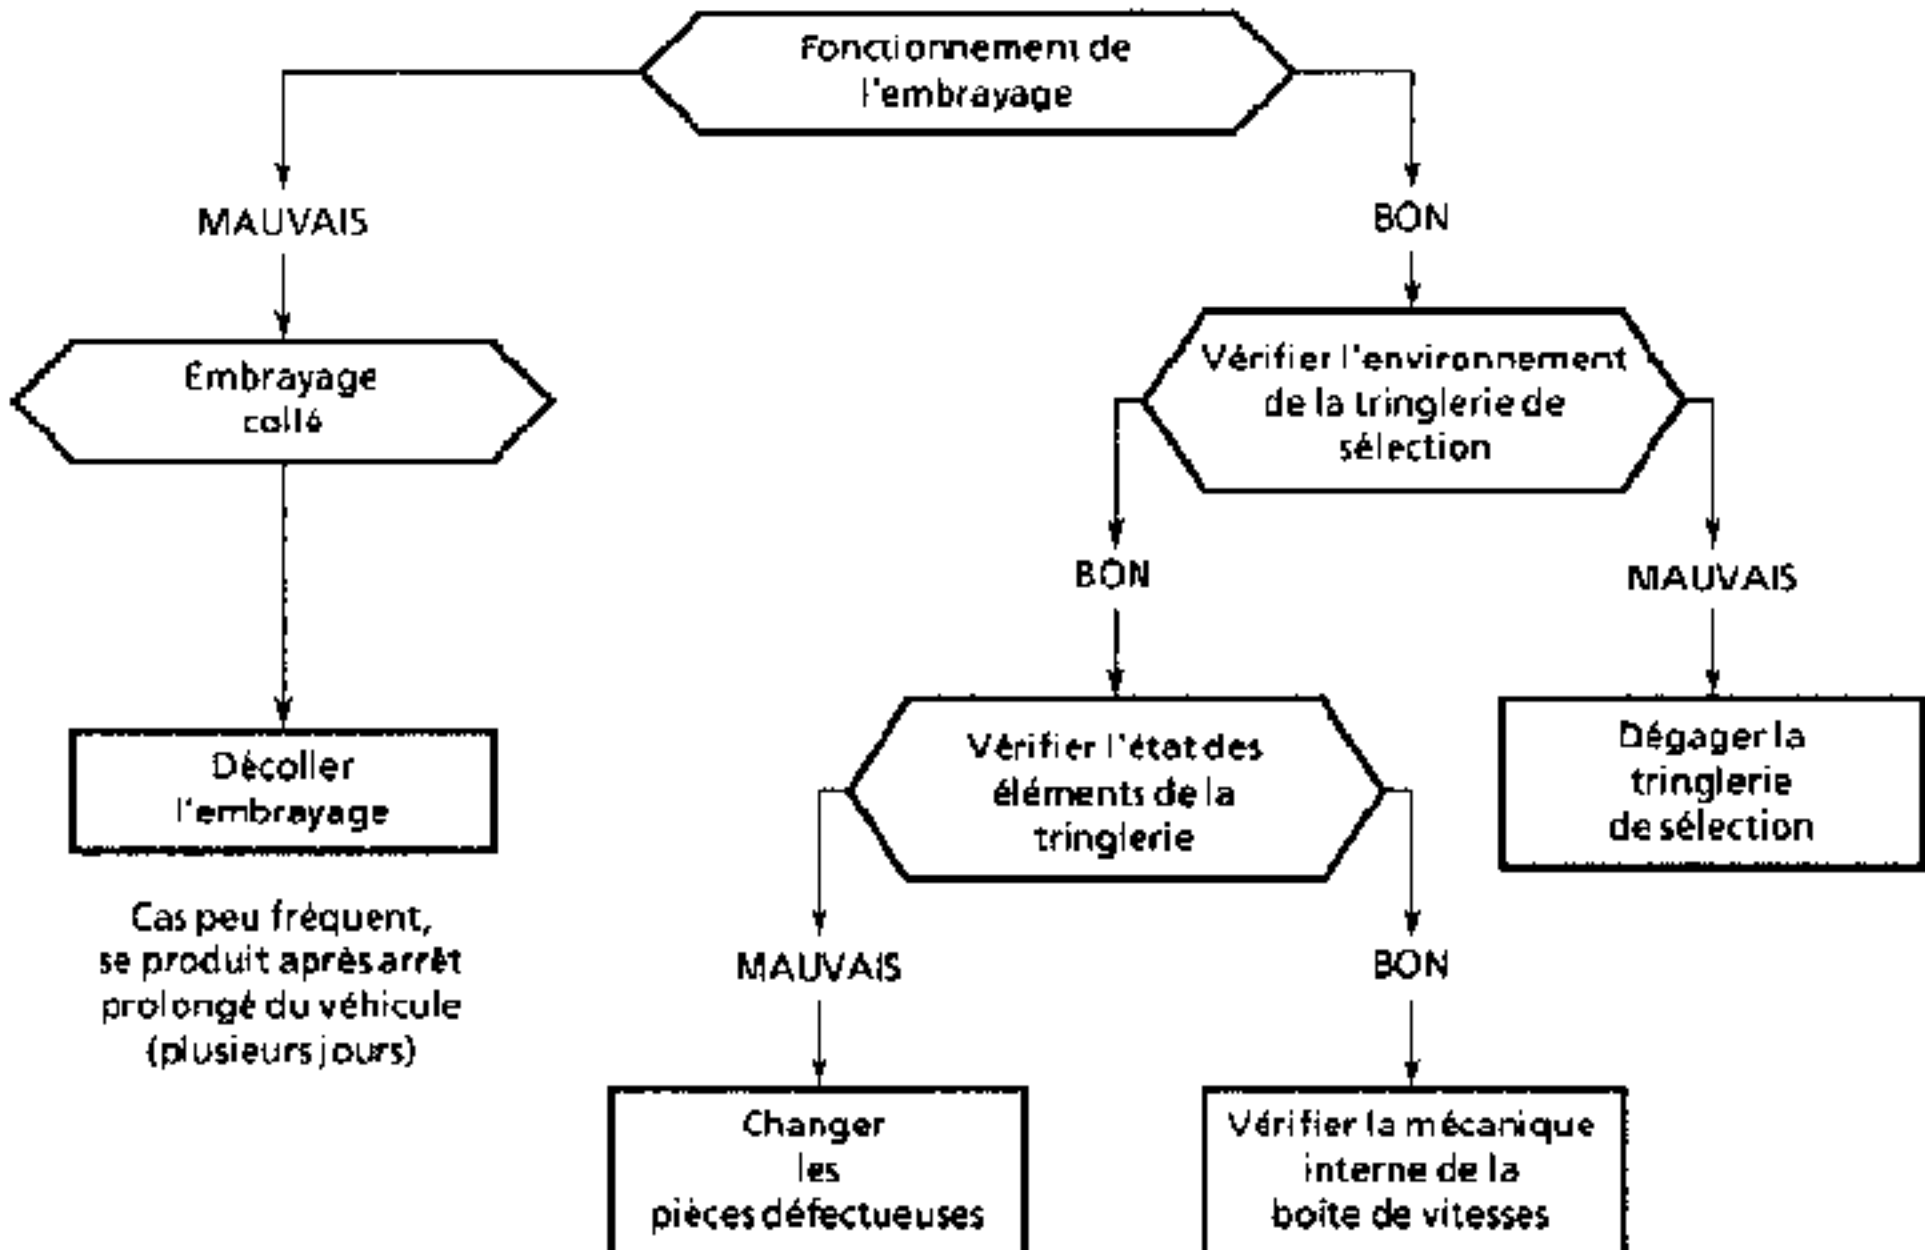 Fonctionnement de
l'embrayage
MAUVAIS
BON
Embrayage
collé
Vérifier l'environnement
de la tringlerie de
sélection
BON
MAUVAIS
Décoller
l'embrayage
Cas peu fréquent,
se produit après arrêt
prolongé du véhicule
(plusieurs jours)
Vérifier l'état des
éléments de la
tringlerie
Dégager la
tringlerie
de sélection
MAUVAIS
BON
Changer
les
pièces défectueuses
Vérifier la mécanique
interne de la
boîte de vitesses